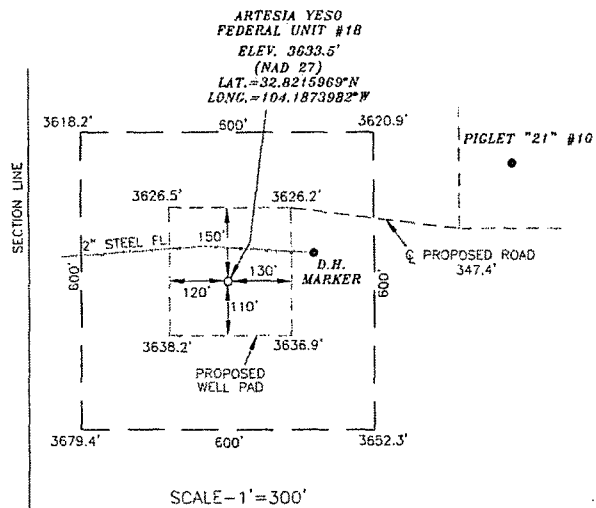 ARTESIA YESO
FEDERAL UNIT #18
ELEV. 3633.5'
(NAD 27)
LAT.=32.8215969°N
LONG.=104.1873982°W
3618.2'
600'
3620.9'
PIGLET "21" #10
SECTION LINE
3626.5'
3626.2'
2" STEEL FL
150'
D.H.
MARKER
℄ PROPOSED ROAD
347.4'
600'
120'
130'
600'
110'
3638.2'
3636.9'
PROPOSED
WELL PAD
3679.4'
600'
3652.3'
SCALE-1'=300'